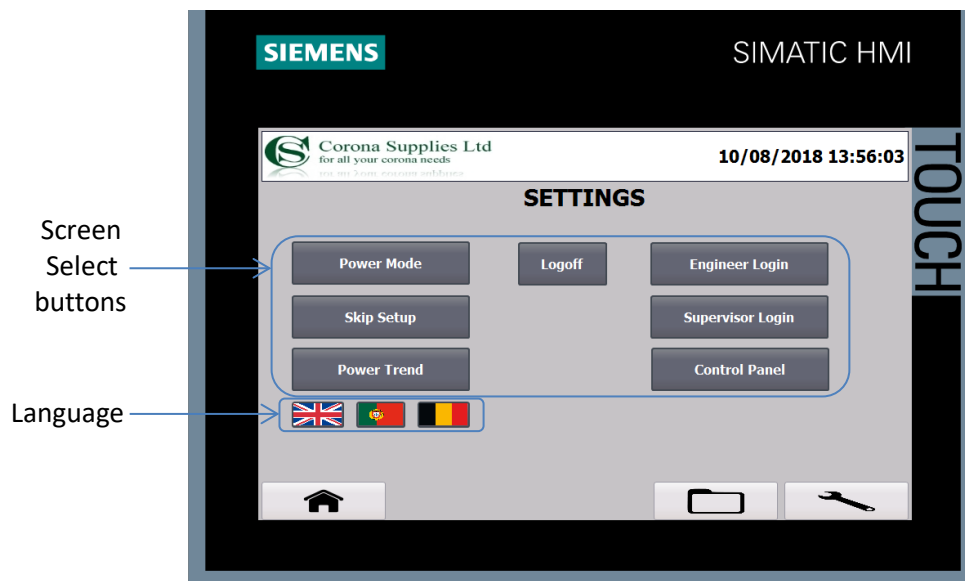 SIEMENS
SIMATIC HMI
Corona Supplies Ltd
for all your corona needs
10/08/2018 13:56:03
TOUCH
SETTINGS
Screen
Select
buttons
Power Mode
Logoff
Engineer Login
Skip Setup
Supervisor Login
Power Trend
Control Panel
Language